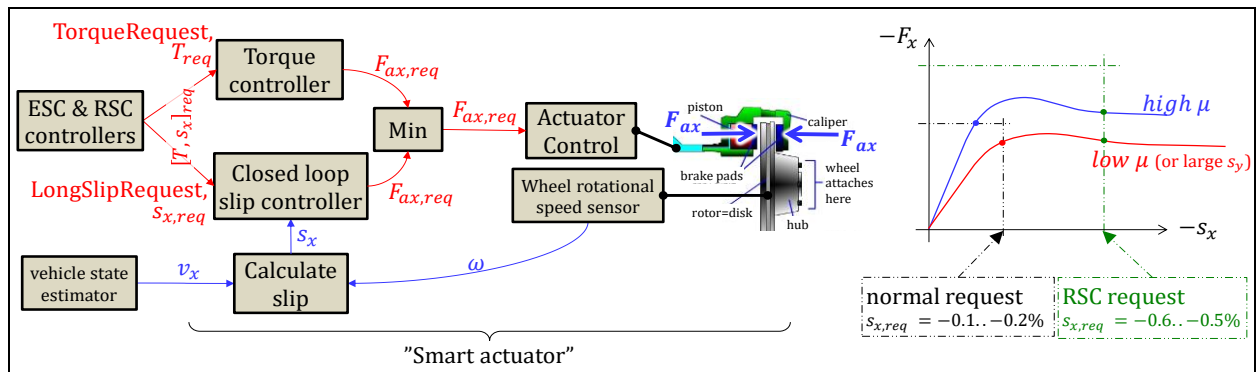 TorqueRequest,
T_req
Torque
controller
F_ax,req
ESC & RSC
controllers
[T, s_x]_req
Min
F_ax,req
Actuator
Control
piston
caliper
F_ax
F_ax
brake pads
wheel
attaches
here
rotor=disk
hub
LongSlipRequest,
s_x,req
Closed loop
slip controller
F_ax,req
Wheel rotational
speed sensor
s_x
vehicle state
estimator
v_x
Calculate
slip
ω
"Smart actuator"
−F_x
high μ
low μ (or large s_y)
−s_x
normal request
s_x,req = −0.1.. −0.2%
RSC request
s_x,req = −0.6.. −0.5%